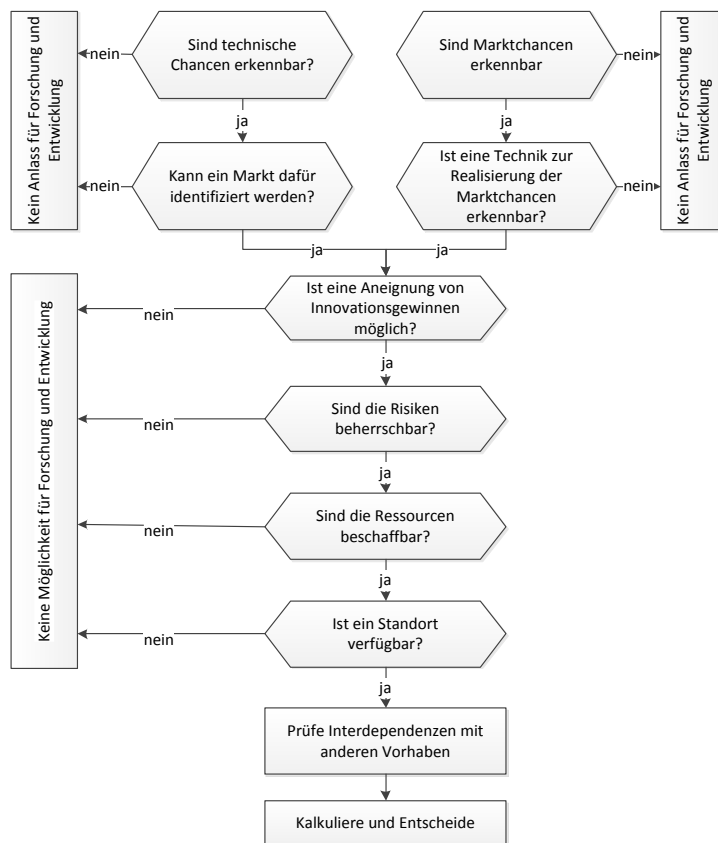 Kein Anlass für Forschung und
Entwicklung
nein
Sind technische
Chancen erkennbar?
Sind Marktchancen
erkennbar
nein
Kein Anlass für Forschung und
Entwicklung
ja
ja
nein
Kann ein Markt dafür
identifiziert werden?
Ist eine Technik zur
Realisierung der
Marktchancen
erkennbar?
nein
ja
ja
Keine Möglichkeit für Forschung und Entwicklung
nein
Ist eine Aneignung von
Innovationsgewinnen
möglich?
ja
nein
Sind die Risiken
beherrschbar?
ja
nein
Sind die Ressourcen
beschaffbar?
ja
nein
Ist ein Standort
verfügbar?
ja
Prüfe Interdependenzen mit
anderen Vorhaben
Kalkuliere und Entscheide